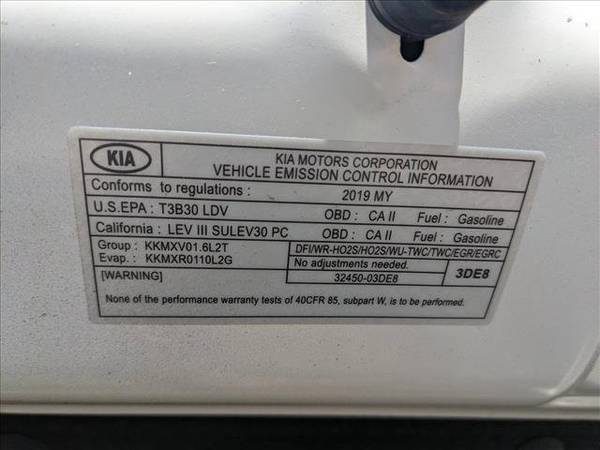 KIA
KIA MOTORS CORPORATION
VEHICLE EMISSION CONTROL INFORMATION
Conforms to regulations: 2019 MY
U.S.EPA : T3B30 LDV OBD : CA II Fuel : Gasoline
California : LEV III SULEV30 PC OBD : CA II Fuel : Gasoline
Group : KKMXV01.6L2T DFI/WR-HO2S/HO2S/WU-TWC/TWC/EGR/EGRC
Evap. : KKMXR0110L2G No adjustments needed. 3DE8
[WARNING] 32450-03DE8
None of the performance warranty tests of 40CFR 85, subpart W, is to be performed.